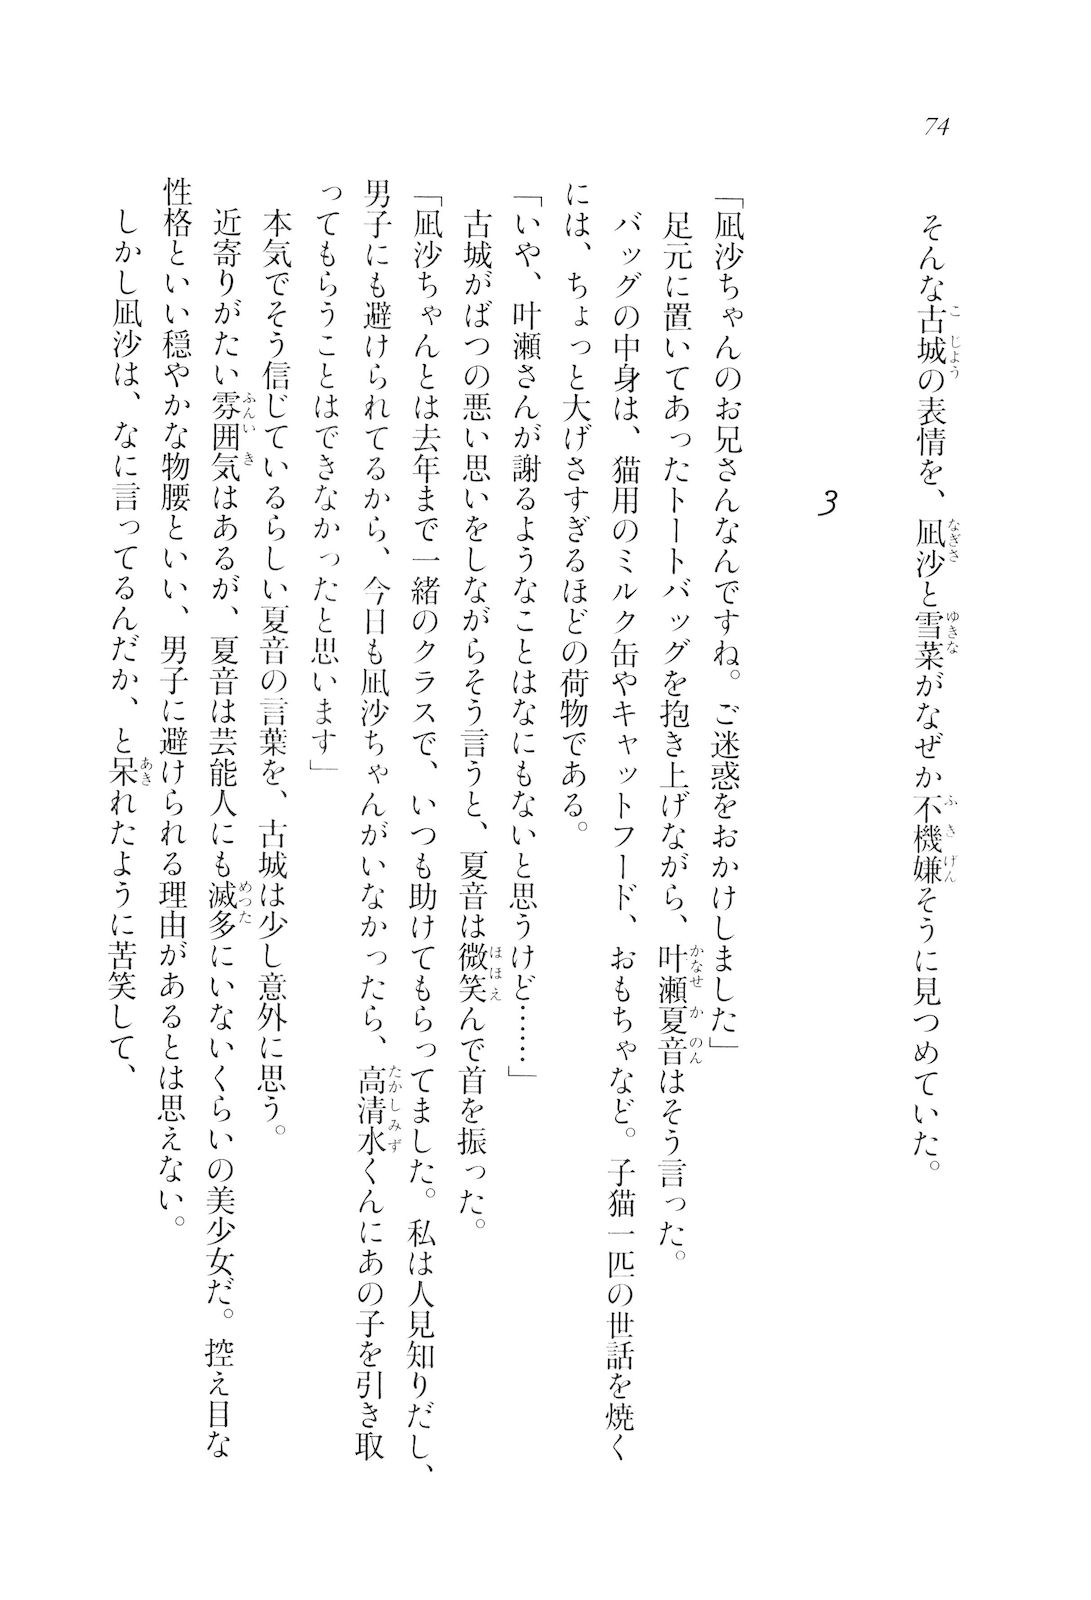 74
そんな古城の表情を、凪沙と雪菜がなぜか不機嫌そうに見つめていた。
3
「凪沙ちゃんのお兄さんなんですね。ご迷惑をおかけしました」
足元に置いてあったトートバッグを抱き上げながら、叶瀬夏音はそう言った。
バッグの中身は、猫用のミルク缶やキャットフード、おもちゃなど。子猫一匹の世話を焼く
には、ちょっと大げさすぎるほどの荷物である。
「いや、叶瀬さんが謝るようなことはなにもないと思うけど……」
古城がばつの悪い思いをしながらそう言うと、夏音は微笑んで首を振った。
「凪沙ちゃんとは去年まで一緒のクラスで、いつも助けてもらってました。私は人見知りだし、
男子にも避けられてるから、今日も凪沙ちゃんがいなかったら、高清水くんにあの子を引き取
ってもらうことはできなかったと思います」
本気でそう信じているらしい夏音の言葉を、古城は少し意外に思う。
近寄りがたい雰囲気はあるが、夏音は芸能人にも滅多にいないくらいの美少女だ。控え目な
性格といい穏やかな物腰といい、男子に避けられる理由があるとは思えない。
しかし凪沙は、なに言ってるんだか、と呆れたように苦笑して、